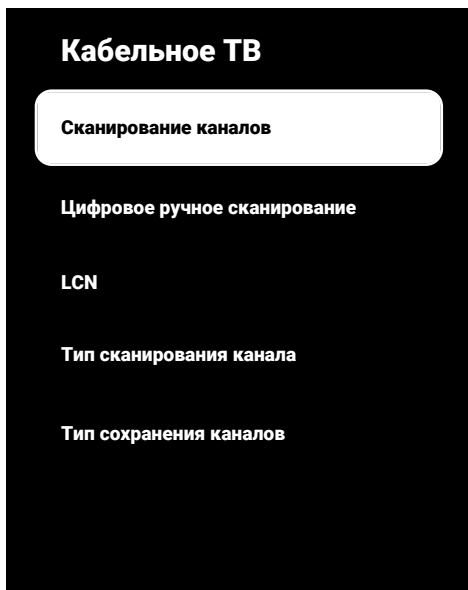 Кабельное ТВ
Сканирование каналов
Цифровое ручное сканирование
LCN
Тип сканирования канала
Тип сохранения каналов